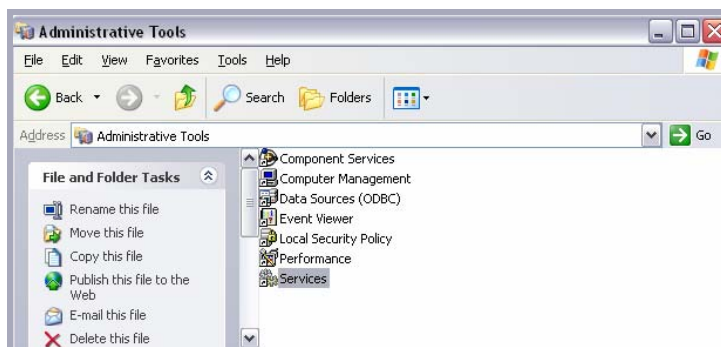 Administrative Tools
File Edit View Favorites Tools Help
Back Search Folders
Address Administrative Tools Go
File and Folder Tasks
Rename this file
Move this file
Copy this file
Publish this file to the
Web
E-mail this file
Delete this file
Component Services
Computer Management
Data Sources (ODBC)
Event Viewer
Local Security Policy
Performance
Services